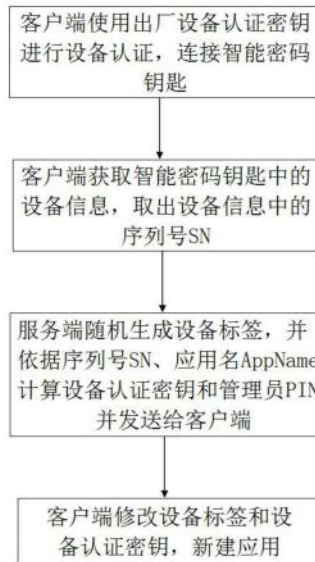 客户端使用出厂设备认证密钥
进行设备认证，连接智能密码
钥匙
客户端获取智能密码钥匙中的
设备信息，取出设备信息中的
序列号SN
服务端随机生成设备标签，并
依据序列号SN、应用名AppName
计算设备认证密钥和管理员PIN
并发送给客户端
客户端修改设备标签和设
备认证密钥，新建应用